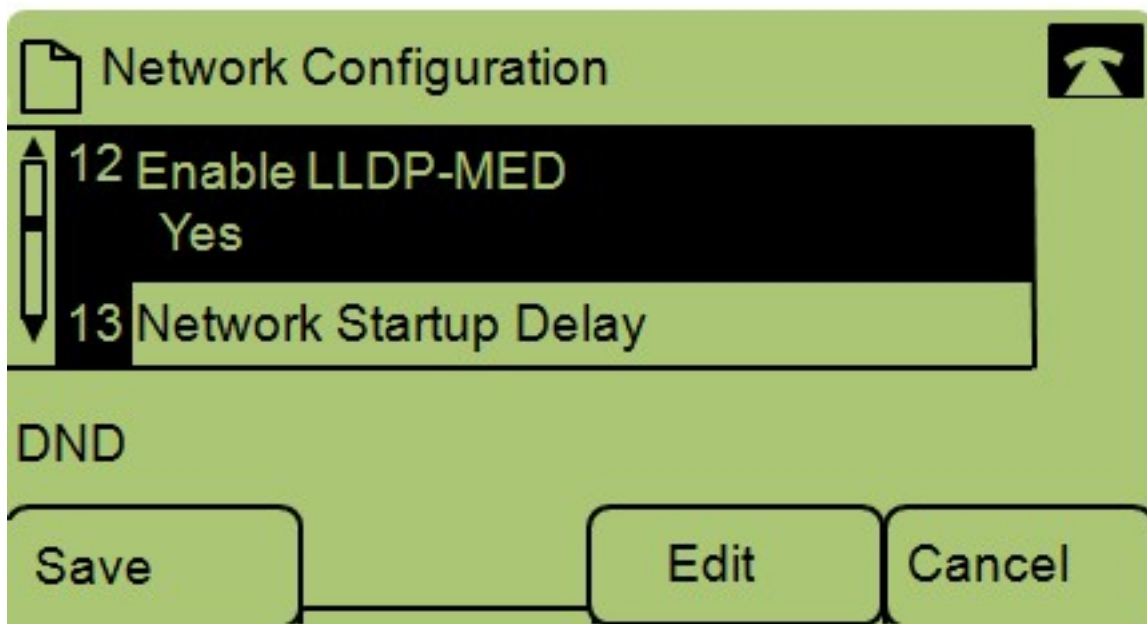 Network Configuration
12 Enable LLDP-MED
Yes
13 Network Startup Delay
DND
Save Edit Cancel